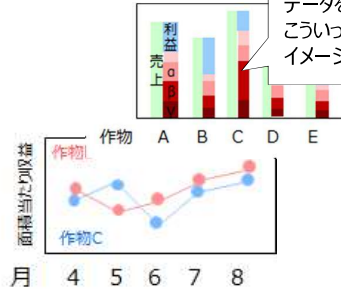 データを
こういっ
イメージ
利益
売上
α
β
γ
作物 A B C D E
面積当たり収益
作物L
作物C
月 4 5 6 7 8